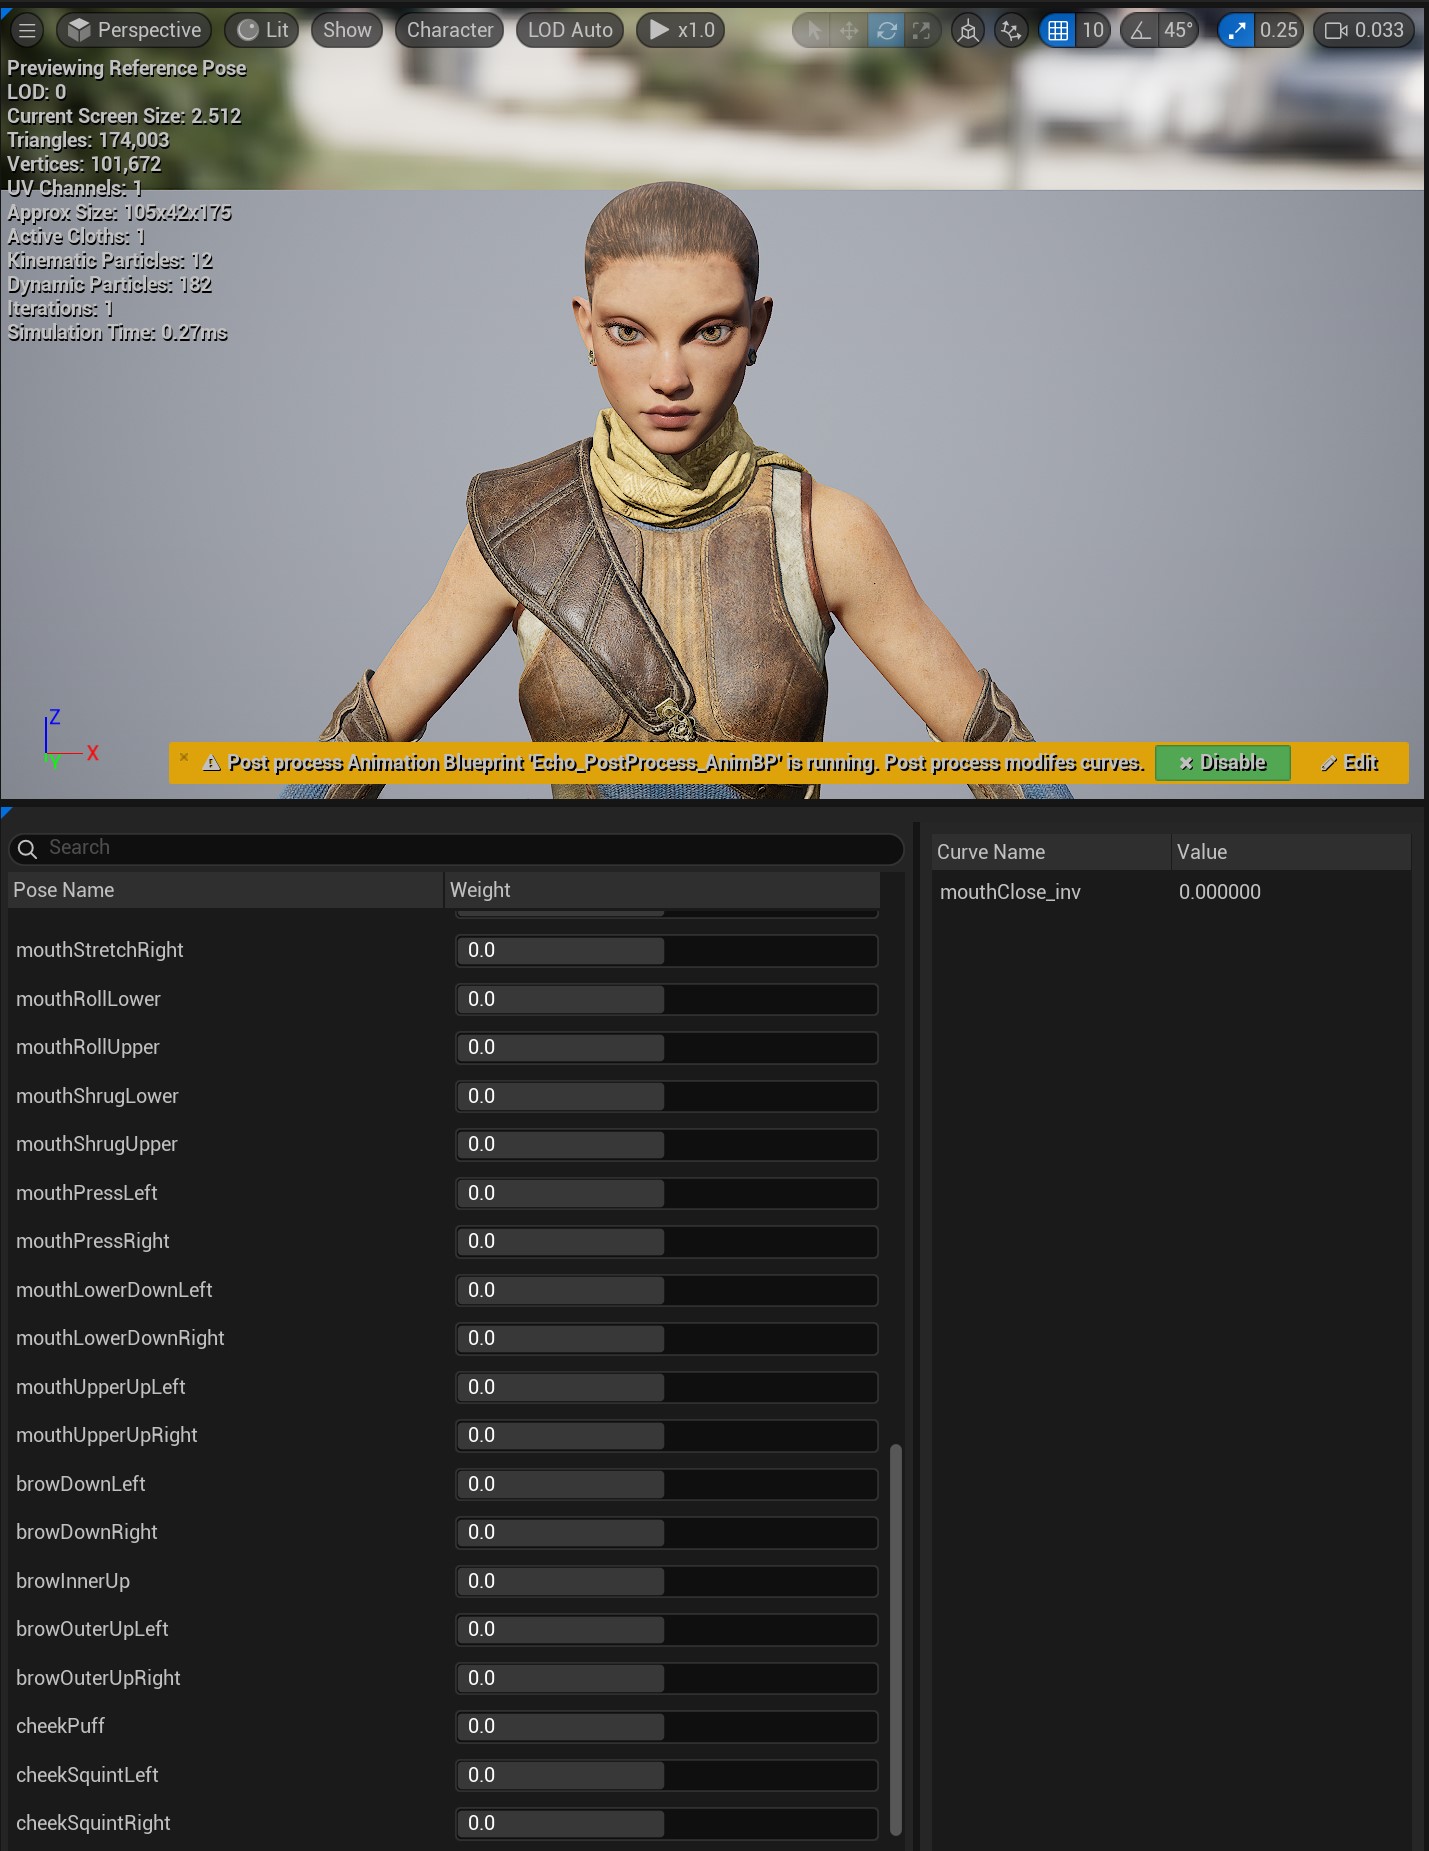 Perspective Lit Show Character LOD Auto x1.0 10 45° 0.25 0.033
Previewing Reference Pose
LOD: 0
Current Screen Size: 2.512
Triangles: 174,003
Vertices: 101,672
UV Channels: 1
Approx Size: 105x42x175
Active Cloths: 1
Kinematic Particles: 12
Dynamic Particles: 182
Iterations: 1
Simulation Time: 0.27ms
Z
X
Y
Post process Animation Blueprint 'Echo_PostProcess_AnimBP' is running. Post process modifes curves. Disable Edit
Search
Pose Name Weight
mouthStretchRight 0.0
mouthRollLower 0.0
mouthRollUpper 0.0
mouthShrugLower 0.0
mouthShrugUpper 0.0
mouthPressLeft 0.0
mouthPressRight 0.0
mouthLowerDownLeft 0.0
mouthLowerDownRight 0.0
mouthUpperUpLeft 0.0
mouthUpperUpRight 0.0
browDownLeft 0.0
browDownRight 0.0
browInnerUp 0.0
browOuterUpLeft 0.0
browOuterUpRight 0.0
cheekPuff 0.0
cheekSquintLeft 0.0
cheekSquintRight 0.0
Curve Name Value
mouthClose_inv 0.000000